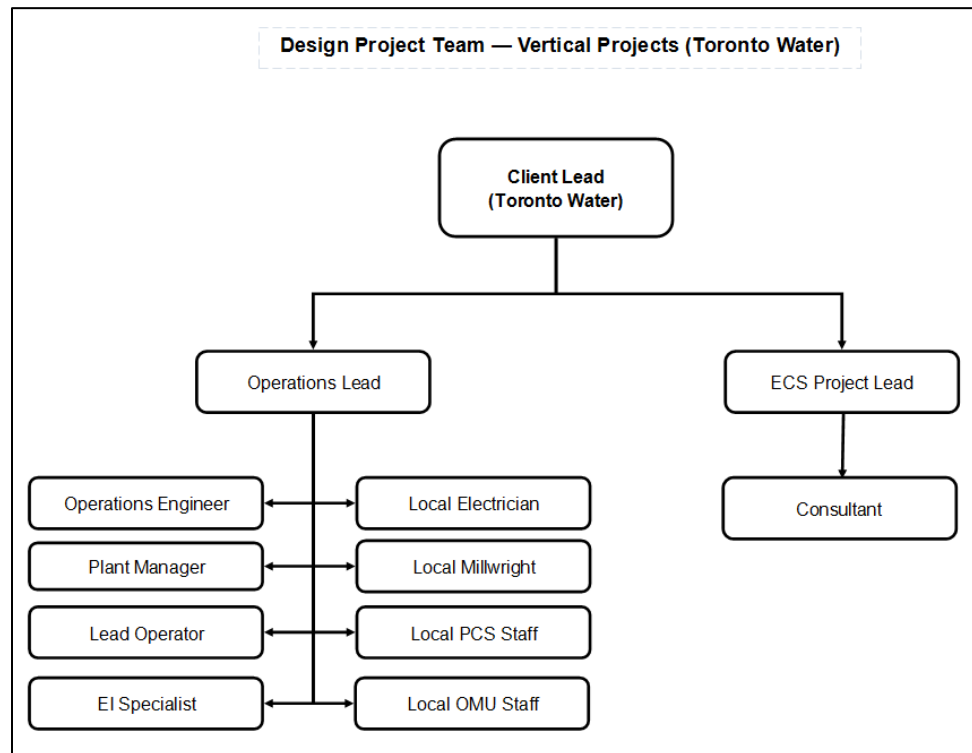 Design Project Team — Vertical Projects (Toronto Water)
Client Lead
(Toronto Water)
Operations Lead
ECS Project Lead
Operations Engineer
Local Electrician
Consultant
Plant Manager
Local Millwright
Lead Operator
Local PCS Staff
EI Specialist
Local OMU Staff